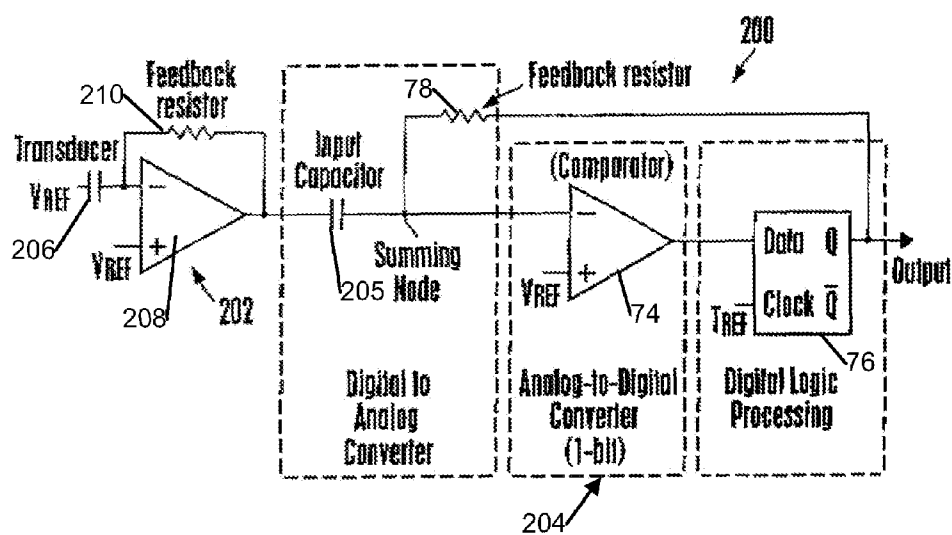 200
Feedback
resistor
210
Transducer
VREF
206
VREF
208
202
Input
Capacitor
205
78
Feedback resistor
Summing
Node
Digital to
Analog
Converter
(Comparator)
−
+
VREF
74
Analog-to-Digital
Converter
(1-bit)
204
−
+
Data Q
Clock Q̅
TREF
76
Output
Digital Logic
Processing